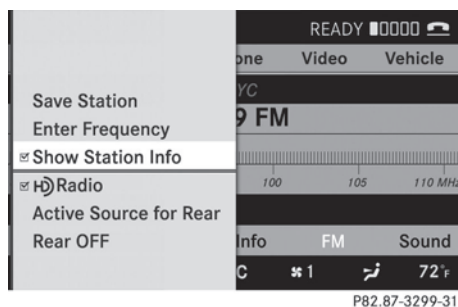 READY
one Video Vehicle
YC
Save Station
Enter Frequency
9 FM
Show Station Info
HD Radio
100 105 110 MHz
Active Source for Rear
Rear OFF
Info FM Sound
C 1 72°F
P82.87-3299-31